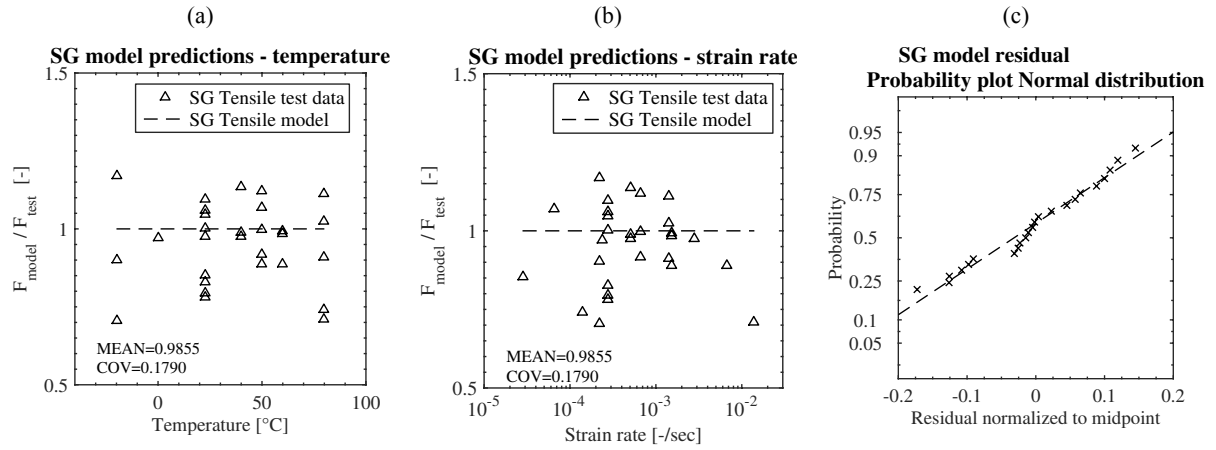 (a)
SG model predictions - temperature
1.5
SG Tensile test data
SG Tensile model
F_model / F_test [-]
1
MEAN=0.9855
COV=0.1790
0.5
0 50 100
Temperature [°C]
(b)
SG model predictions - strain rate
1.5
SG Tensile test data
SG Tensile model
F_model / F_test [-]
1
MEAN=0.9855
COV=0.1790
0.5
10^-5 10^-4 10^-3 10^-2
Strain rate [-/sec]
(c)
SG model residual
Probability plot Normal distribution
0.95
0.9
0.75
Probability
0.5
0.25
0.1
0.05
-0.2 -0.1 0 0.1 0.2
Residual normalized to midpoint